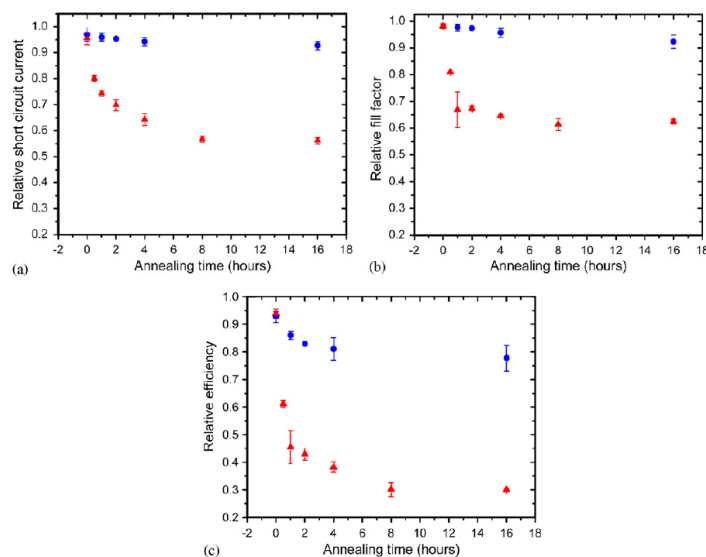 1.0
0.9
0.8
0.7
0.6
0.5
0.4
0.3
0.2
Relative short circuit current
-2 0 2 4 6 8 10 12 14 16 18
Annealing time (hours)
(a)
1.0
0.9
0.8
0.7
0.6
0.5
0.4
0.3
0.2
Relative fill factor
-2 0 2 4 6 8 10 12 14 16 18
Annealing time (hours)
(b)
1.0
0.9
0.8
0.7
0.6
0.5
0.4
0.3
0.2
Relative efficiency
-2 0 2 4 6 8 10 12 14 16 18
Annealing time (hours)
(c)